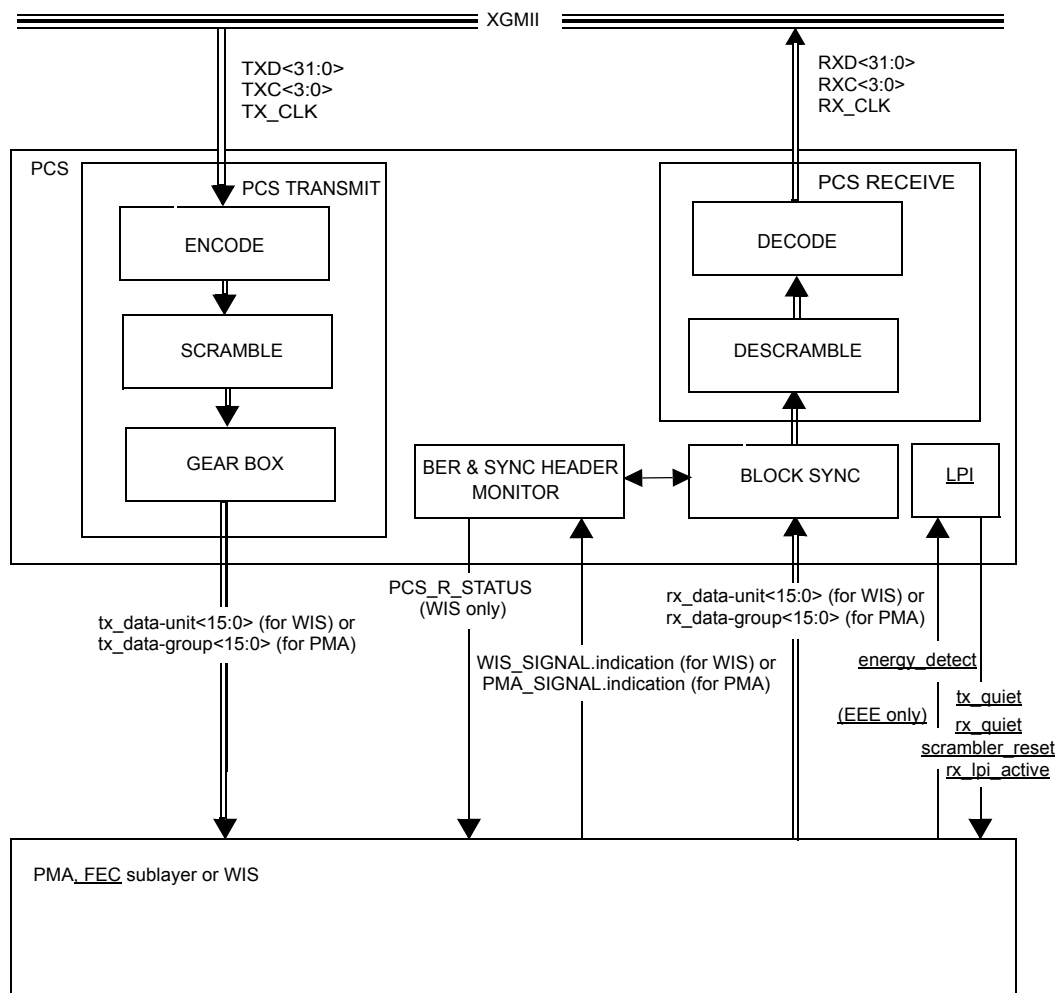 XGMII
TXD<31:0>
TXC<3:0>
TX_CLK
RXD<31:0>
RXC<3:0>
RX_CLK
PCS
PCS TRANSMIT
PCS RECEIVE
ENCODE
DECODE
SCRAMBLE
DESCRAMBLE
GEAR BOX
BER & SYNC HEADER
MONITOR
BLOCK SYNC
LPI
PCS_R_STATUS
(WIS only)
rx_data-unit<15:0> (for WIS) or
rx_data-group<15:0> (for PMA)
tx_data-unit<15:0> (for WIS) or
tx_data-group<15:0> (for PMA)
WIS_SIGNAL.indication (for WIS) or
PMA_SIGNAL.indication (for PMA)
energy_detect
(EEE only)
tx_quiet
rx_quiet
scrambler_reset
rx_lpi_active
PMA, FEC sublayer or WIS